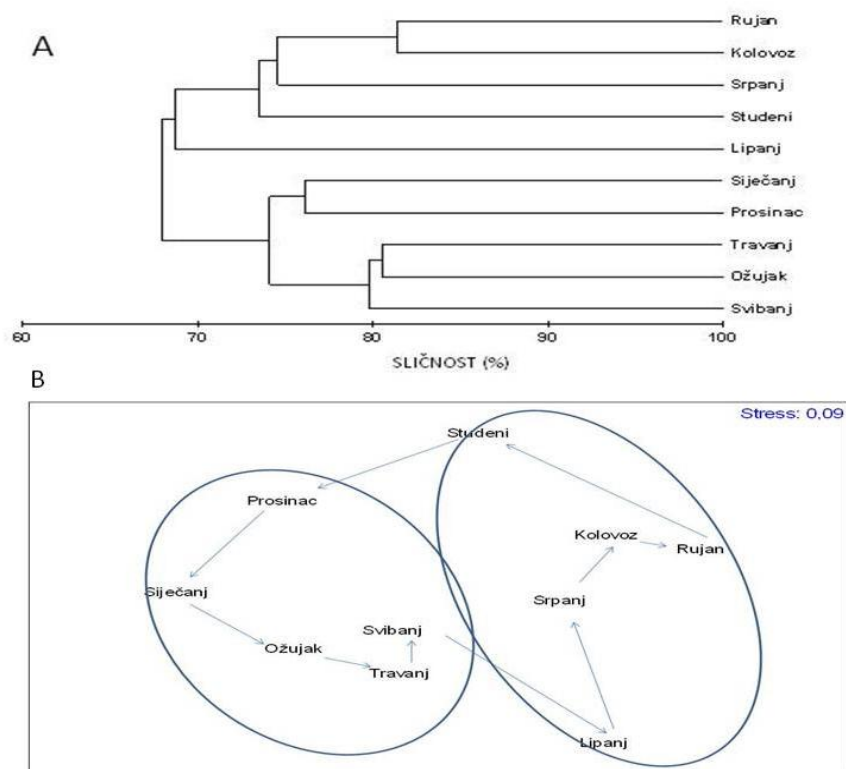 A
Rujan
Kolovoz
Srpanj
Studeni
Lipanj
Siječanj
Prosinac
Travanj
Ožujak
Svibanj
60 70 80 90 100
SLIČNOST (%)
B
Stress: 0,09
Studeni
Prosinac
Kolovoz
Rujan
Siječanj
Srpanj
Svibanj
Ožujak
Travanj
Lipanj